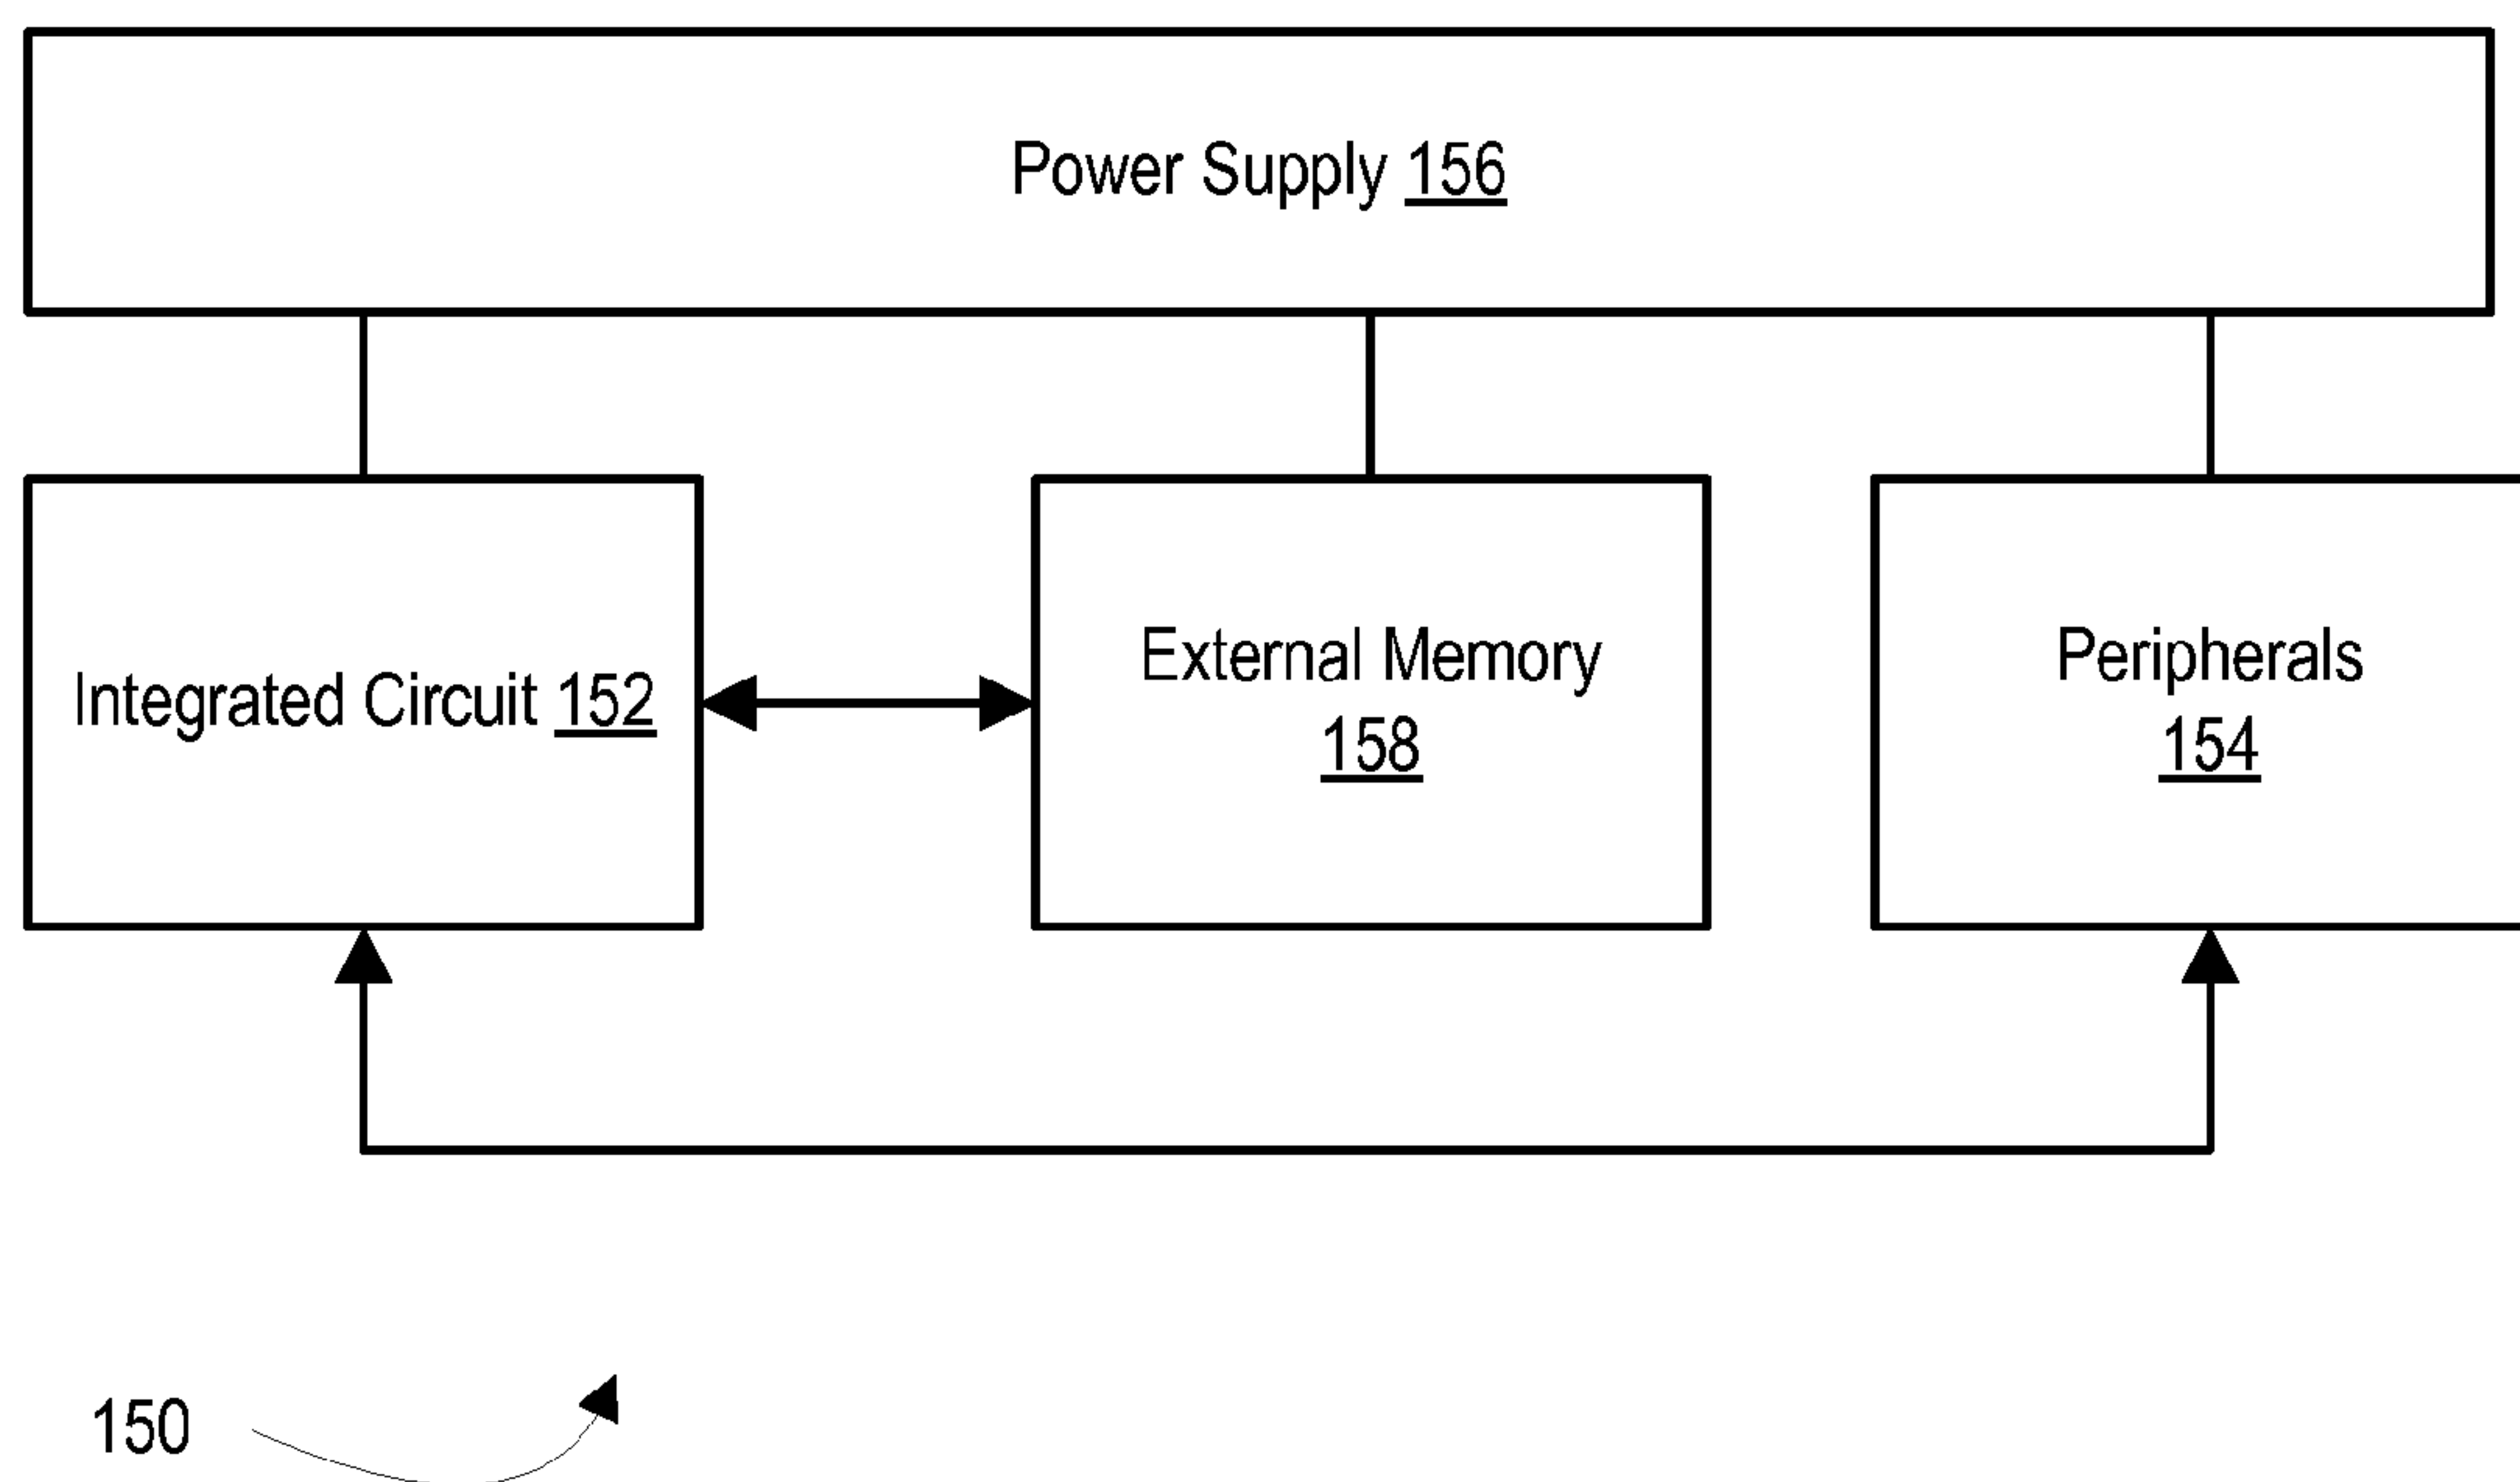 Power Supply 156
Integrated Circuit 152
External Memory
158
Peripherals
154
150